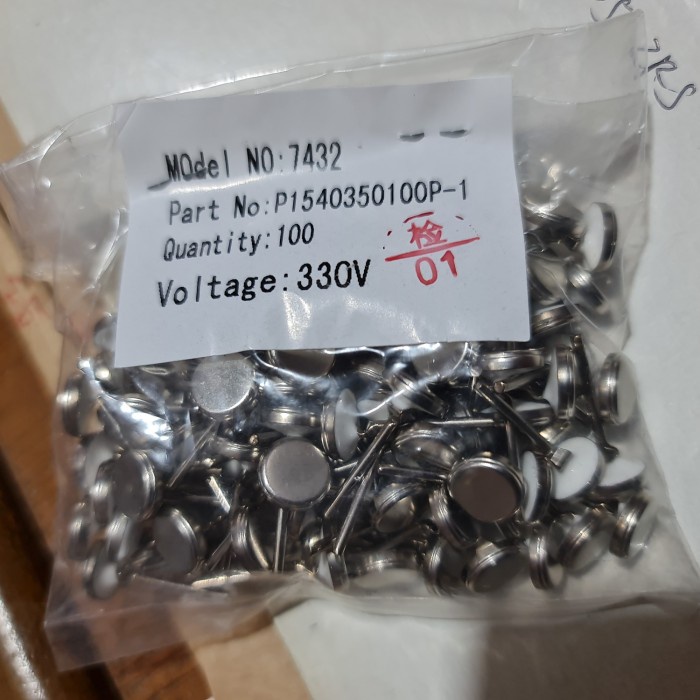 MOdel NO:7432
Part No:P1540350100P-1
Quantity:100
Voltage:330V
检
01